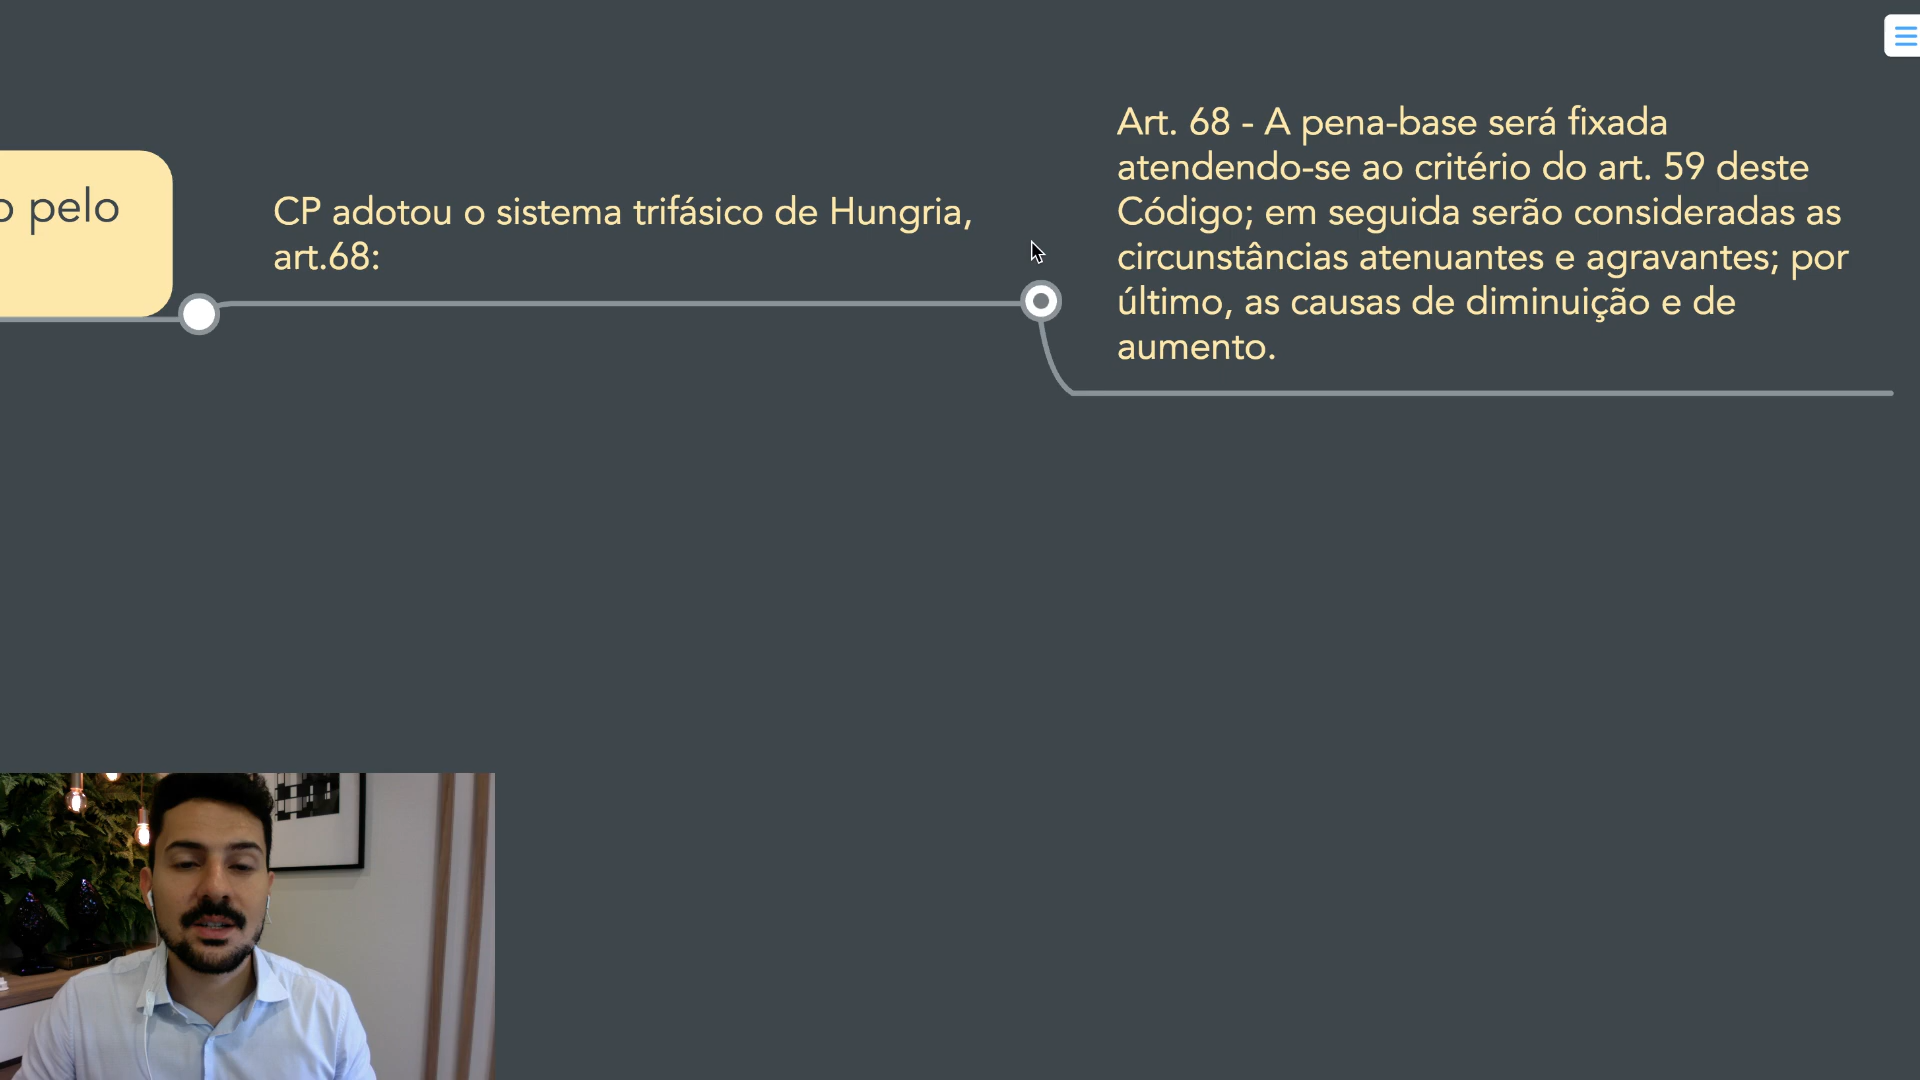 o pelo
CP adotou o sistema trifásico de Hungria,
art.68:
Art. 68 - A pena-base será fixada
atendendo-se ao critério do art. 59 deste
Código; em seguida serão consideradas as
circunstâncias atenuantes e agravantes; por
último, as causas de diminuição e de
aumento.